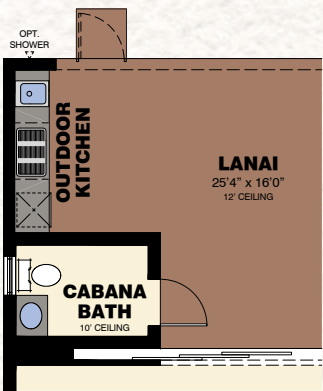 OPT.
SHOWER
OUTDOOR
KITCHEN
LANAI
25'4" x 16'0"
12' CEILING
CABANA
BATH
10' CEILING